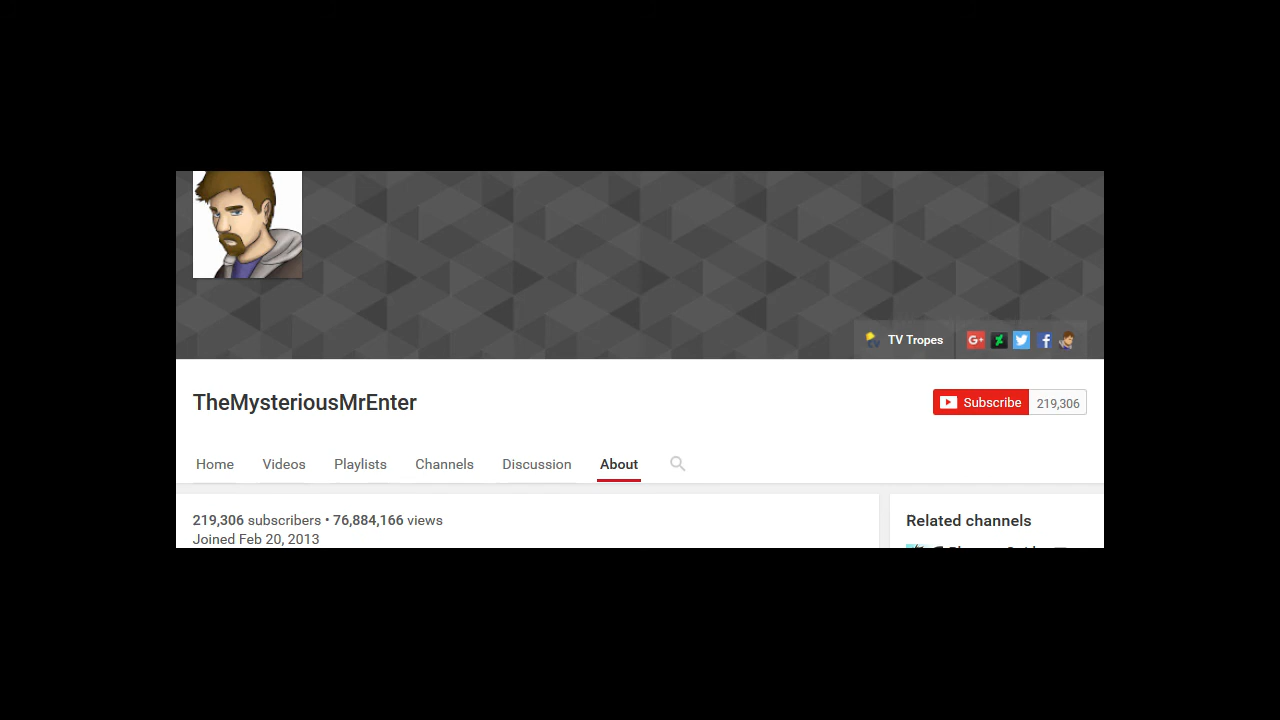 TV Tropes
G+
TheMysteriousMrEnter
Subscribe 219,306
Home Videos Playlists Channels Discussion About
219,306 subscribers • 76,884,166 views
Joined Feb 20, 2013
Related channels